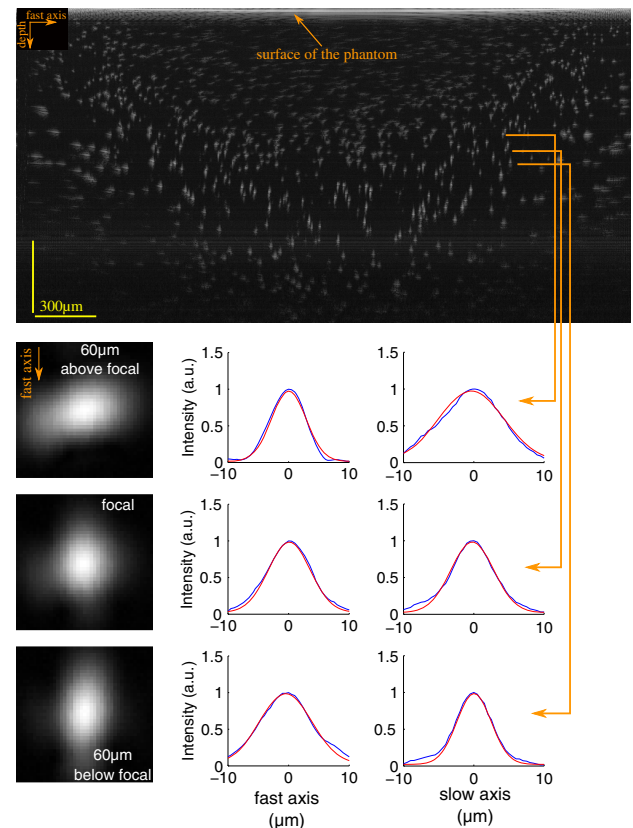 fast axis
depth
surface of the phantom
300µm
fast axis
60µm
above focal
Intensity (a.u.)
1.5
1
0.5
0
−10
0
10
1.5
1
0.5
0
−10
0
10
focal
Intensity (a.u.)
1.5
1
0.5
0
−10
0
10
1.5
1
0.5
0
−10
0
10
60µm
below focal
Intensity (a.u.)
1.5
1
0.5
0
−10
0
10
fast axis
(µm)
1.5
1
0.5
0
−10
0
10
slow axis
(µm)